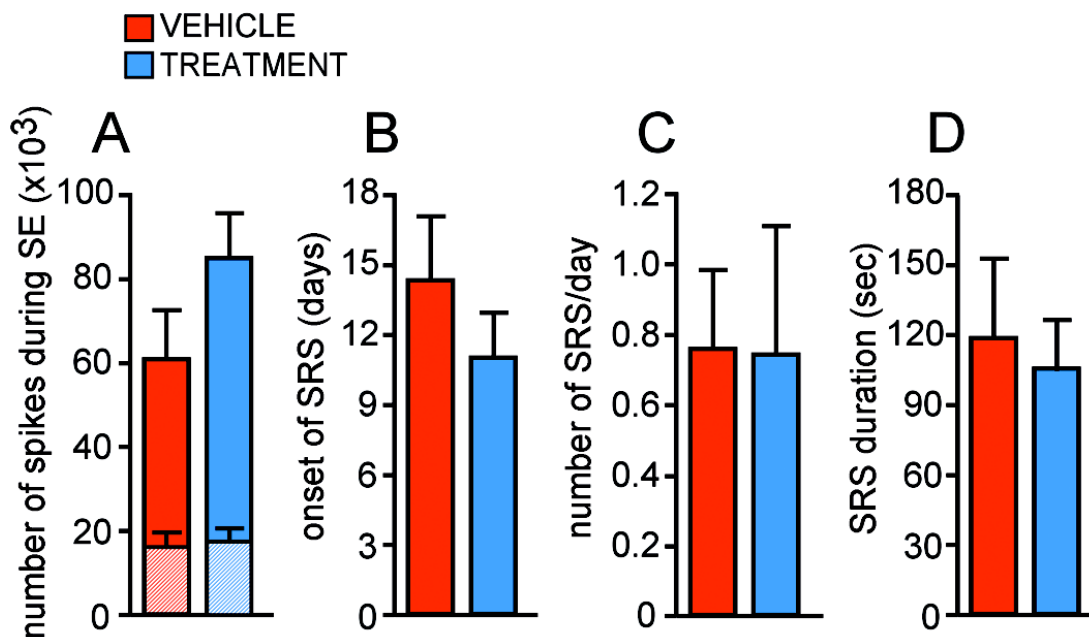 VEHICLE
TREATMENT
A
number of spikes during SE (x10³)
100
80
60
40
20
0
B
onset of SRS (days)
18
15
12
9
6
3
0
C
number of SRS/day
1.2
1.0
0.8
0.6
0.4
0.2
0
D
SRS duration (sec)
180
150
120
90
60
30
0